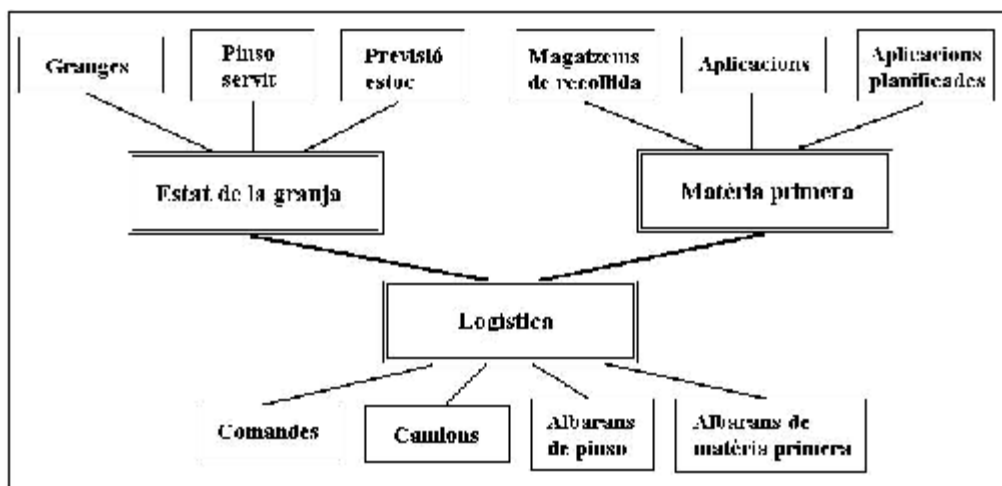 Granges
Pinso
servit
Previsió
estoc
Magatzems
de recollida
Aplicacions
Aplicacions
planificades
Estat de la granja
Matèria primera
Logística
Comandes
Camions
Albarans
de pinso
Albarans de
matèria primera